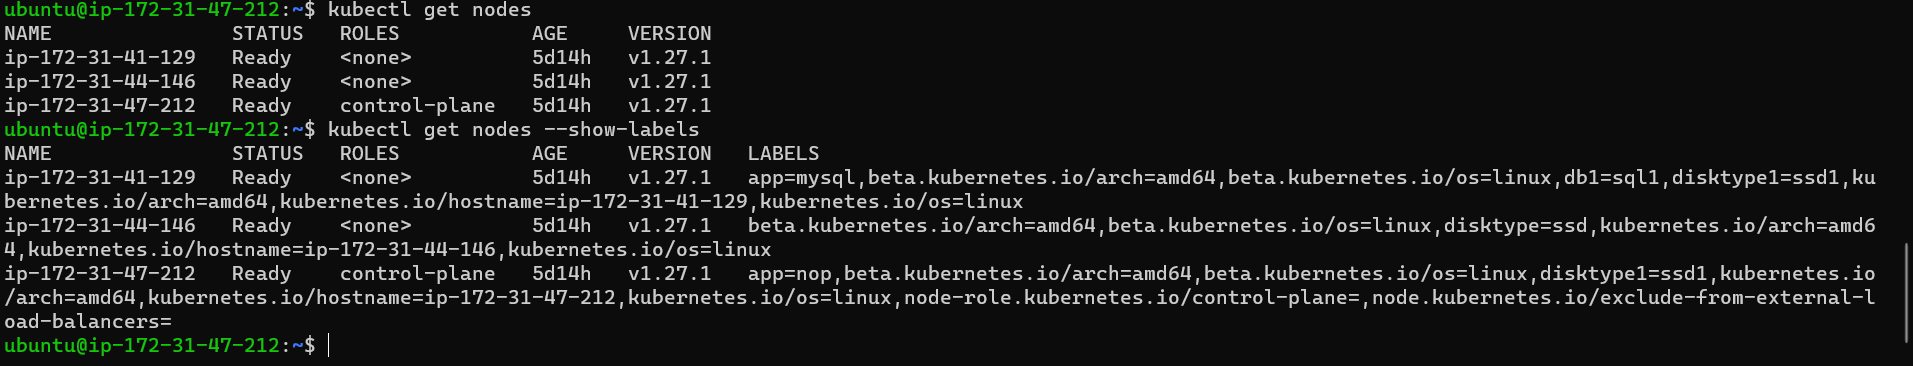 ubuntu@ip-172-31-47-212:~$ kubectl get nodes
NAME               STATUS   ROLES           AGE     VERSION
ip-172-31-41-129   Ready    <none>          5d14h   v1.27.1
ip-172-31-44-146   Ready    <none>          5d14h   v1.27.1
ip-172-31-47-212   Ready    control-plane   5d14h   v1.27.1
ubuntu@ip-172-31-47-212:~$ kubectl get nodes --show-labels
NAME               STATUS   ROLES           AGE     VERSION   LABELS
ip-172-31-41-129   Ready    <none>          5d14h   v1.27.1   app=mysql,beta.kubernetes.io/arch=amd64,beta.kubernetes.io/os=linux,db1=sql1,disktype1=ssd1,ku
bernetes.io/arch=amd64,kubernetes.io/hostname=ip-172-31-41-129,kubernetes.io/os=linux
ip-172-31-44-146   Ready    <none>          5d14h   v1.27.1   beta.kubernetes.io/arch=amd64,beta.kubernetes.io/os=linux,disktype=ssd,kubernetes.io/arch=amd6
4,kubernetes.io/hostname=ip-172-31-44-146,kubernetes.io/os=linux
ip-172-31-47-212   Ready    control-plane   5d14h   v1.27.1   app=nop,beta.kubernetes.io/arch=amd64,beta.kubernetes.io/os=linux,disktype1=ssd1,kubernetes.io
/arch=amd64,kubernetes.io/hostname=ip-172-31-47-212,kubernetes.io/os=linux,node-role.kubernetes.io/control-plane=,node.kubernetes.io/exclude-from-external-l
oad-balancers=
ubuntu@ip-172-31-47-212:~$